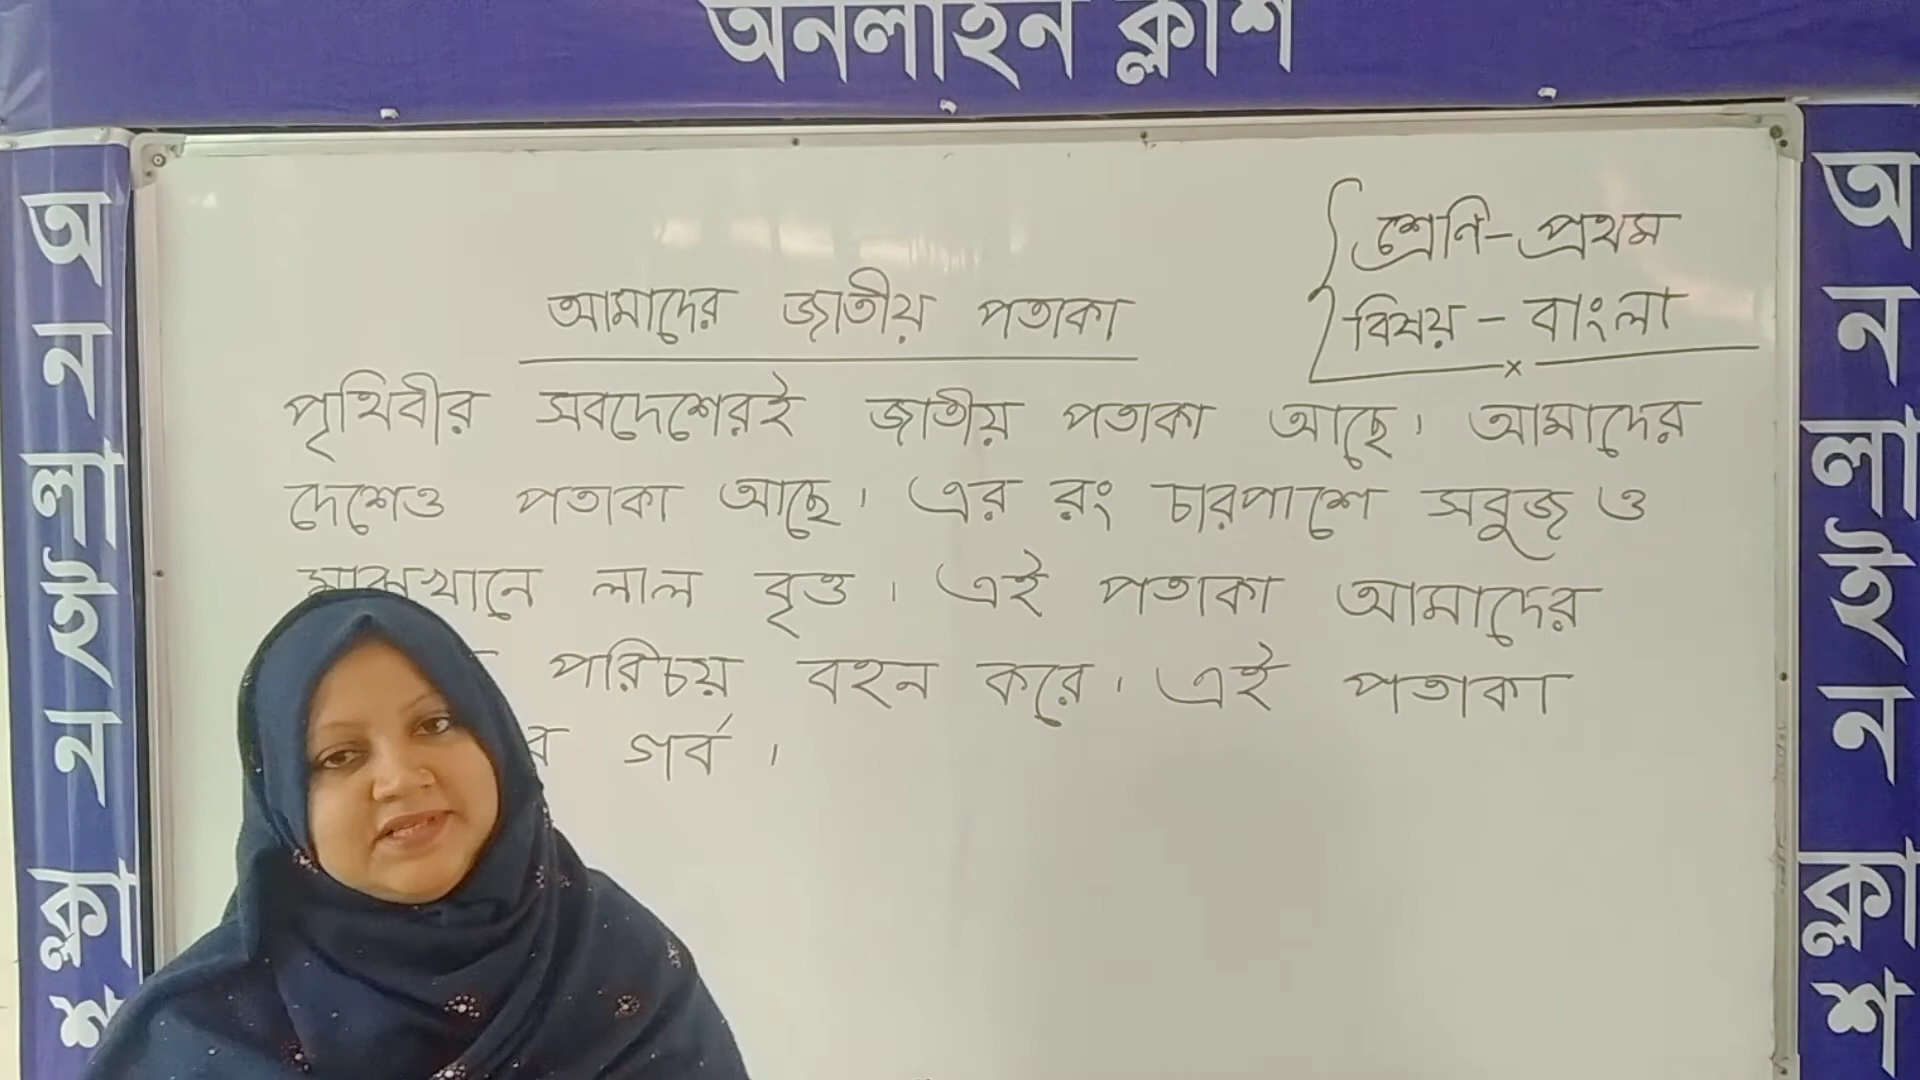 অনলাইন ক্লাশ
অনলাইন ক্লাশ
শ্রেণি - প্রথম
বিষয় - বাংলা
আমাদের জাতীয় পতাকা
পৃথিবীর সবদেশেরই জাতীয় পতাকা আছে। আমাদের
দেশেও পতাকা আছে। এর রং চারপাশে সবুজ ও
মাঝখানে লাল বৃত্ত। এই পতাকা আমাদের
পরিচয় বহন করে। এই পতাকা
গর্ব।
অনলাইন ক্লাশ